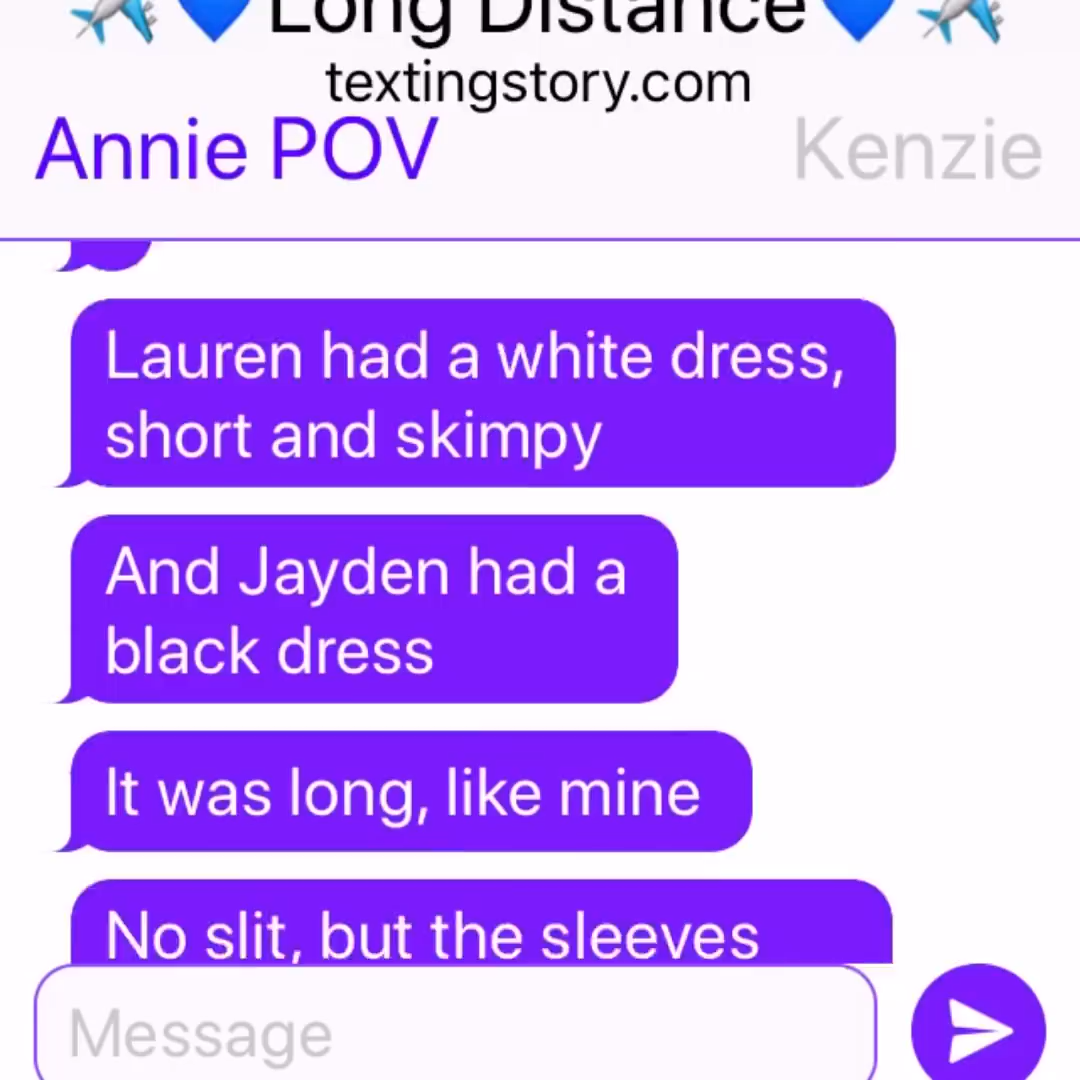 Long Distance
textingstory.com
Annie POV
Kenzie
Lauren had a white dress,
short and skimpy
And Jayden had a
black dress
It was long, like mine
No slit, but the sleeves
Message